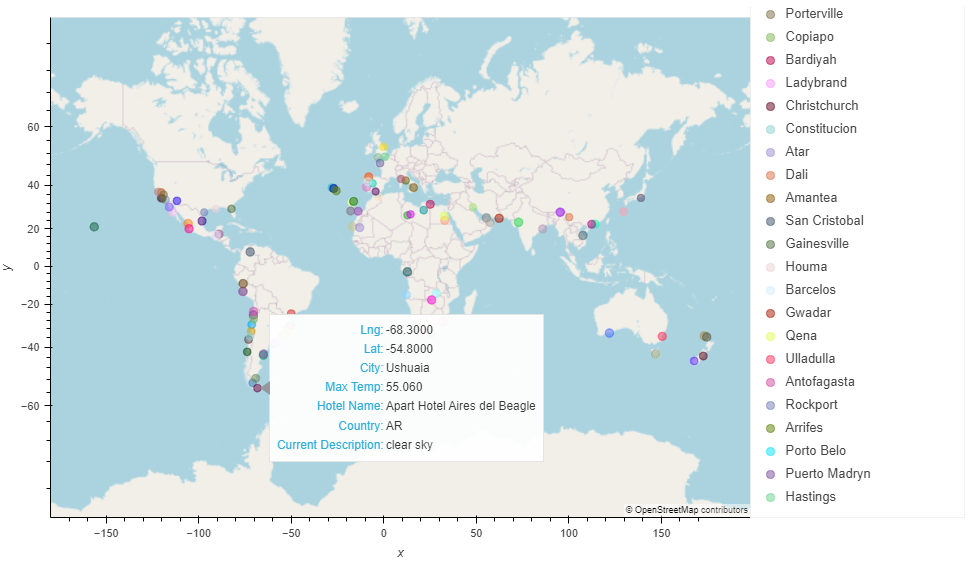 60
40
20
0
−20
−40
−60
y
−150
−100
−50
0
50
100
150
x
Lng: -68.3000
Lat: -54.8000
City: Ushuaia
Max Temp: 55.060
Hotel Name: Apart Hotel Aires del Beagle
Country: AR
Current Description: clear sky
© OpenStreetMap contributors
Porterville
Copiapo
Bardiyah
Ladybrand
Christchurch
Constitucion
Atar
Dali
Amantea
San Cristobal
Gainesville
Houma
Barcelos
Gwadar
Qena
Ulladulla
Antofagasta
Rockport
Arrifes
Porto Belo
Puerto Madryn
Hastings